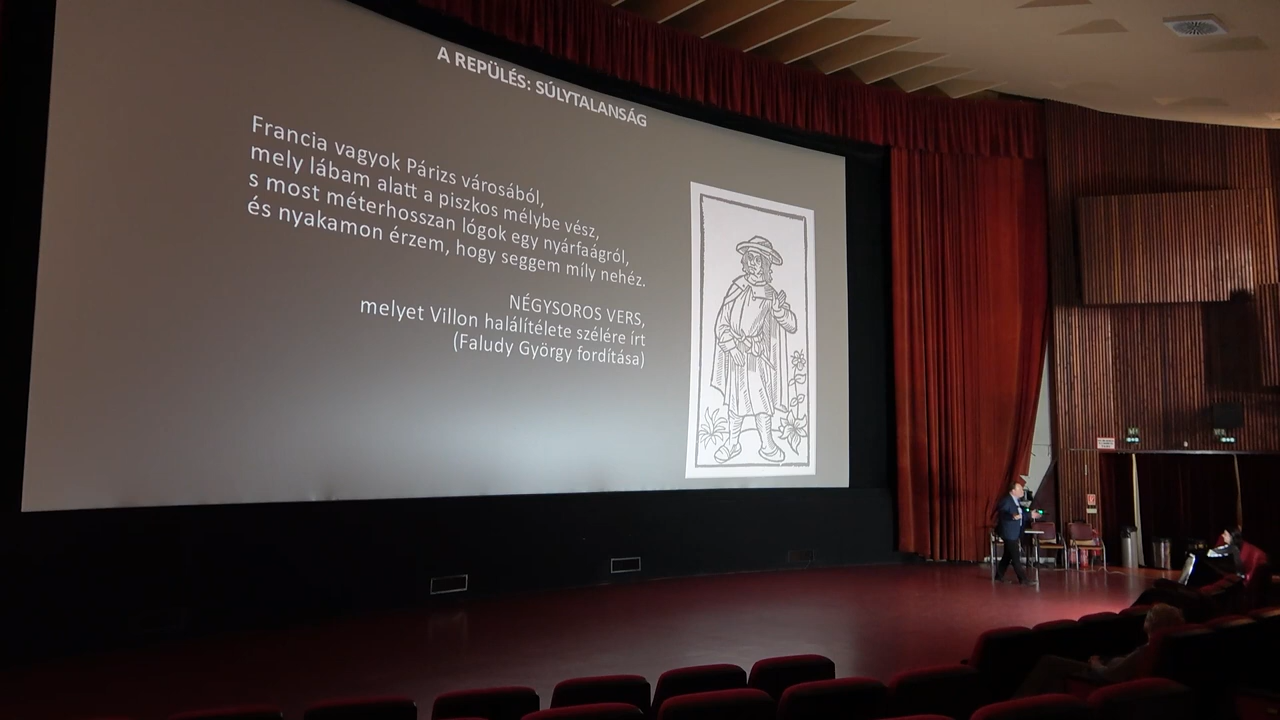 A REPÜLÉS: SÚLYTALANSÁG
Francia vagyok Párizs városából,
mely lábam alatt a piszkos mélybe vész,
s most méterhosszan lógok egy nyárfaágról,
és nyakamon érzem, hogy seggem míly nehéz.
NÉGYSOROS VERS,
melyet Villon halálítélete szélére írt
(Faludy György fordítása)